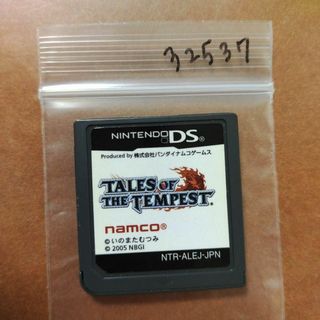 32537
NINTENDO DS
Produced by 株式会社バンダイナムコゲームス
TALES OF
THE TEMPEST
namco®
©いのまたむつみ
© 2005 NBGI
NTR-ALEJ-JPN